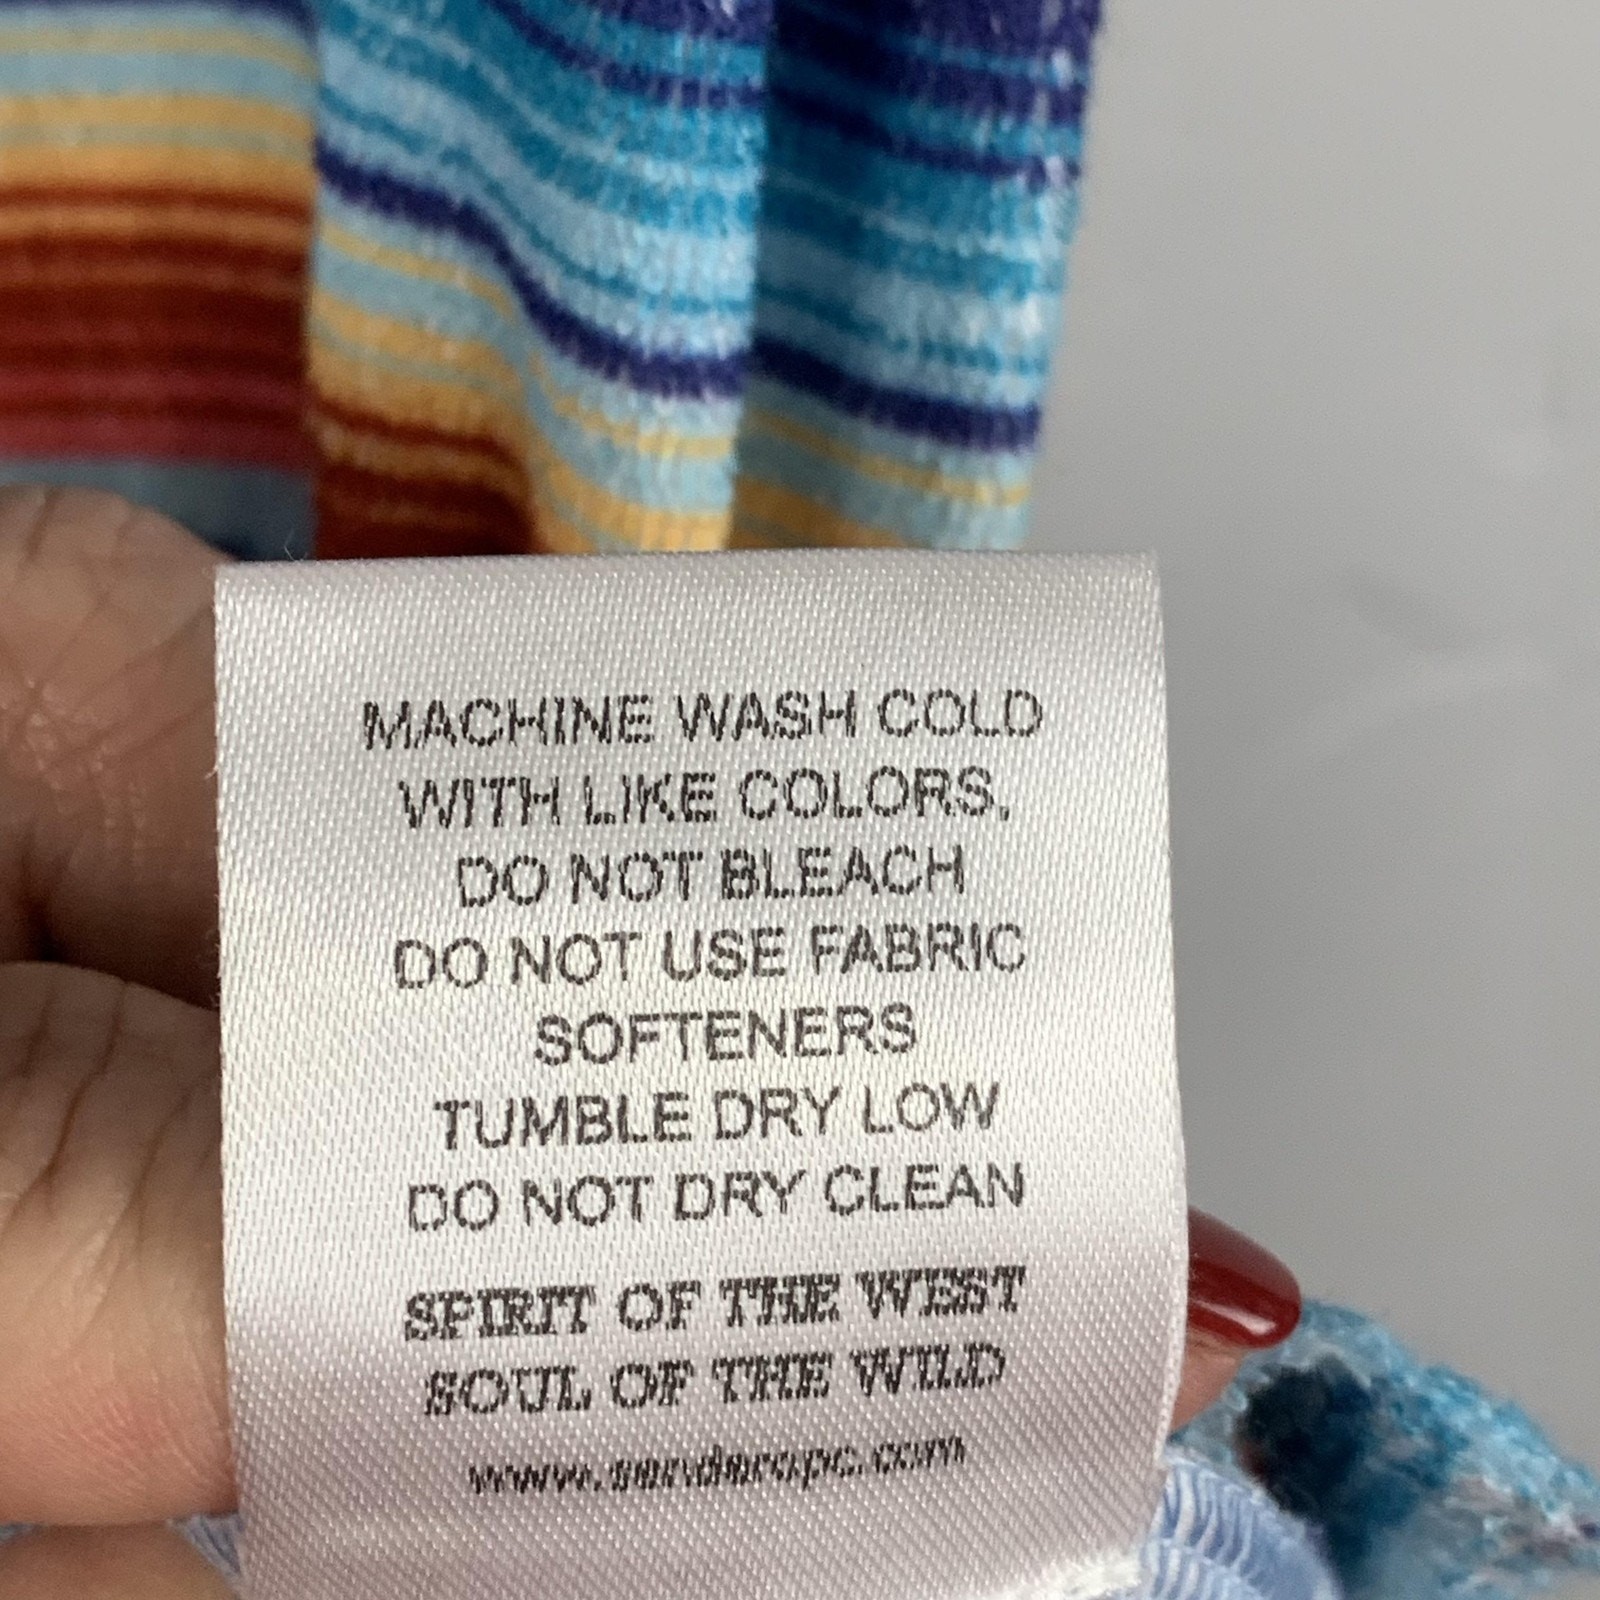 MACHINE WASH COLD
WITH LIKE COLORS,
DO NOT BLEACH
DO NOT USE FABRIC
SOFTENERS
TUMBLE DRY LOW
DO NOT DRY CLEAN
SPIRIT OF THE WEST
SOUL OF THE WILD